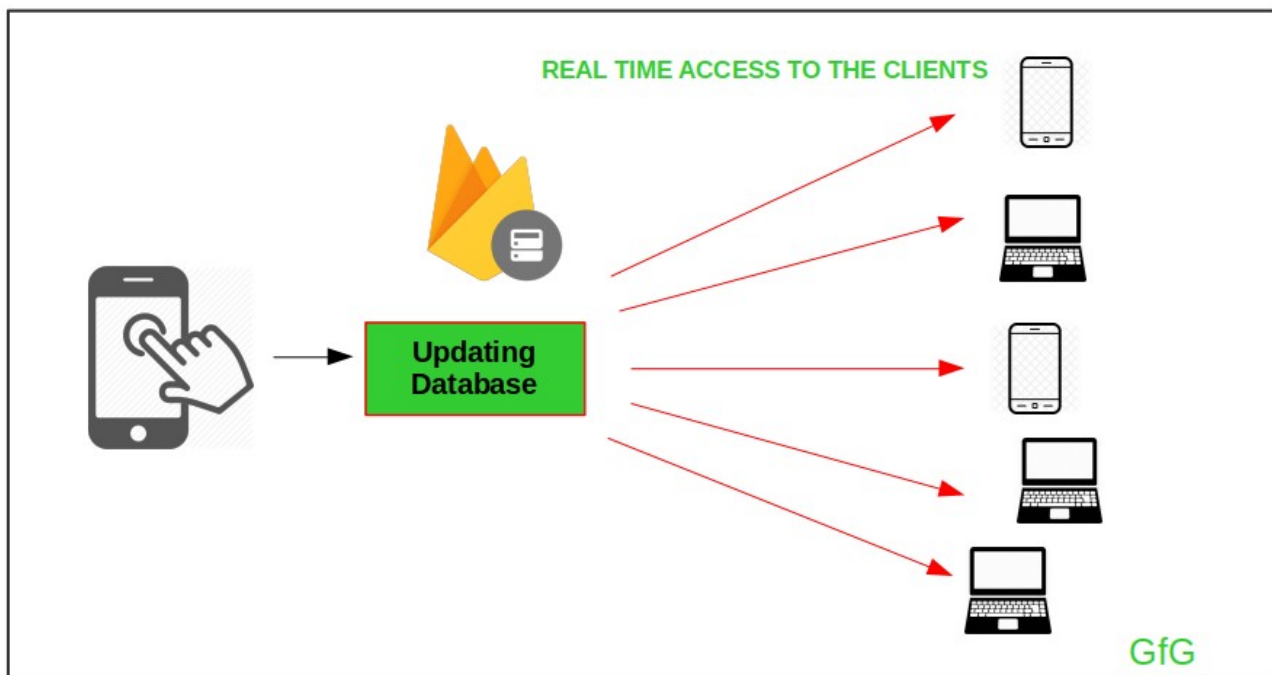 REAL TIME ACCESS TO THE CLIENTS
Updating
Database
GfG